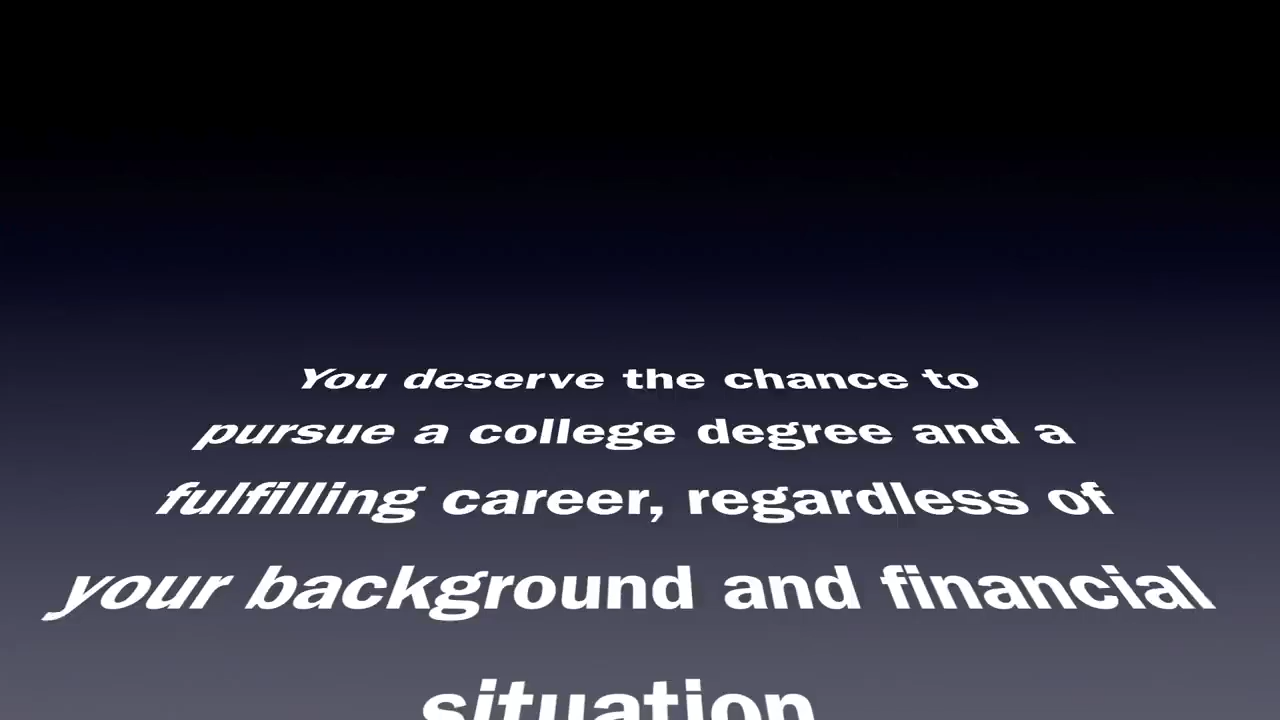 You deserve the chance to
pursue a college degree and a
fulfilling career, regardless of
your background and financial
situation